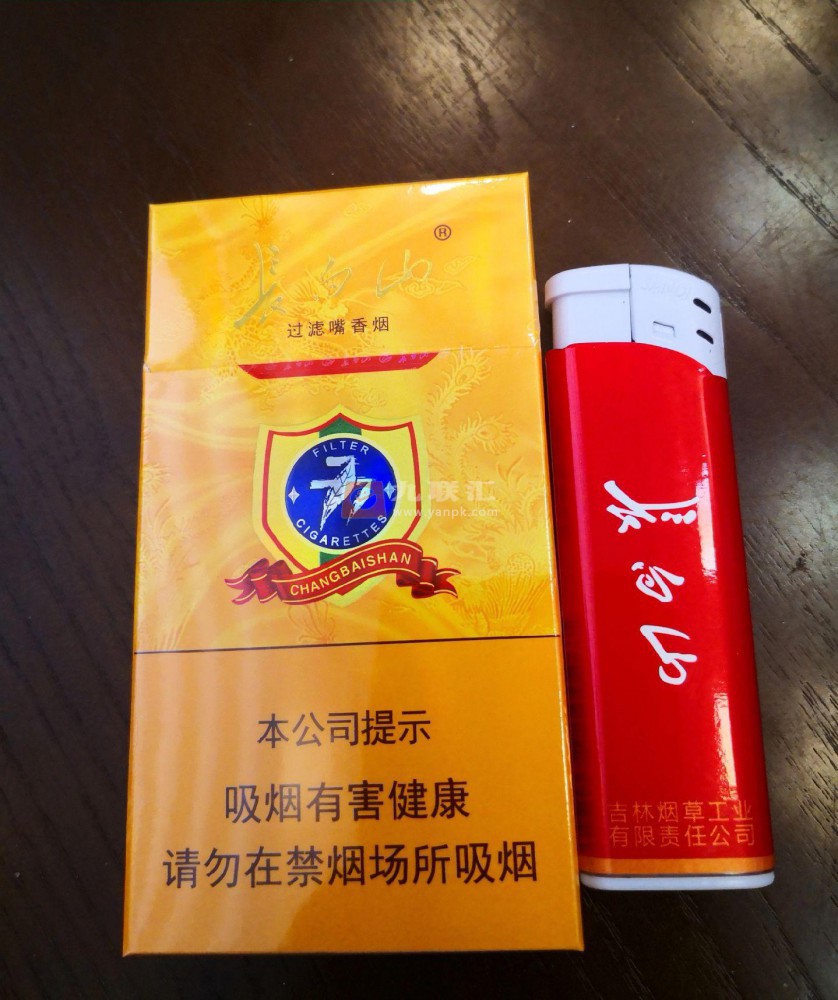 長白山
®
过滤嘴香烟
FILTER
CIGARETTES
CHANGBAISHAN
九联汇
www.yanpk.com
本公司提示
吸烟有害健康
请勿在禁烟场所吸烟
长白山
吉林烟草工业
有限责任公司